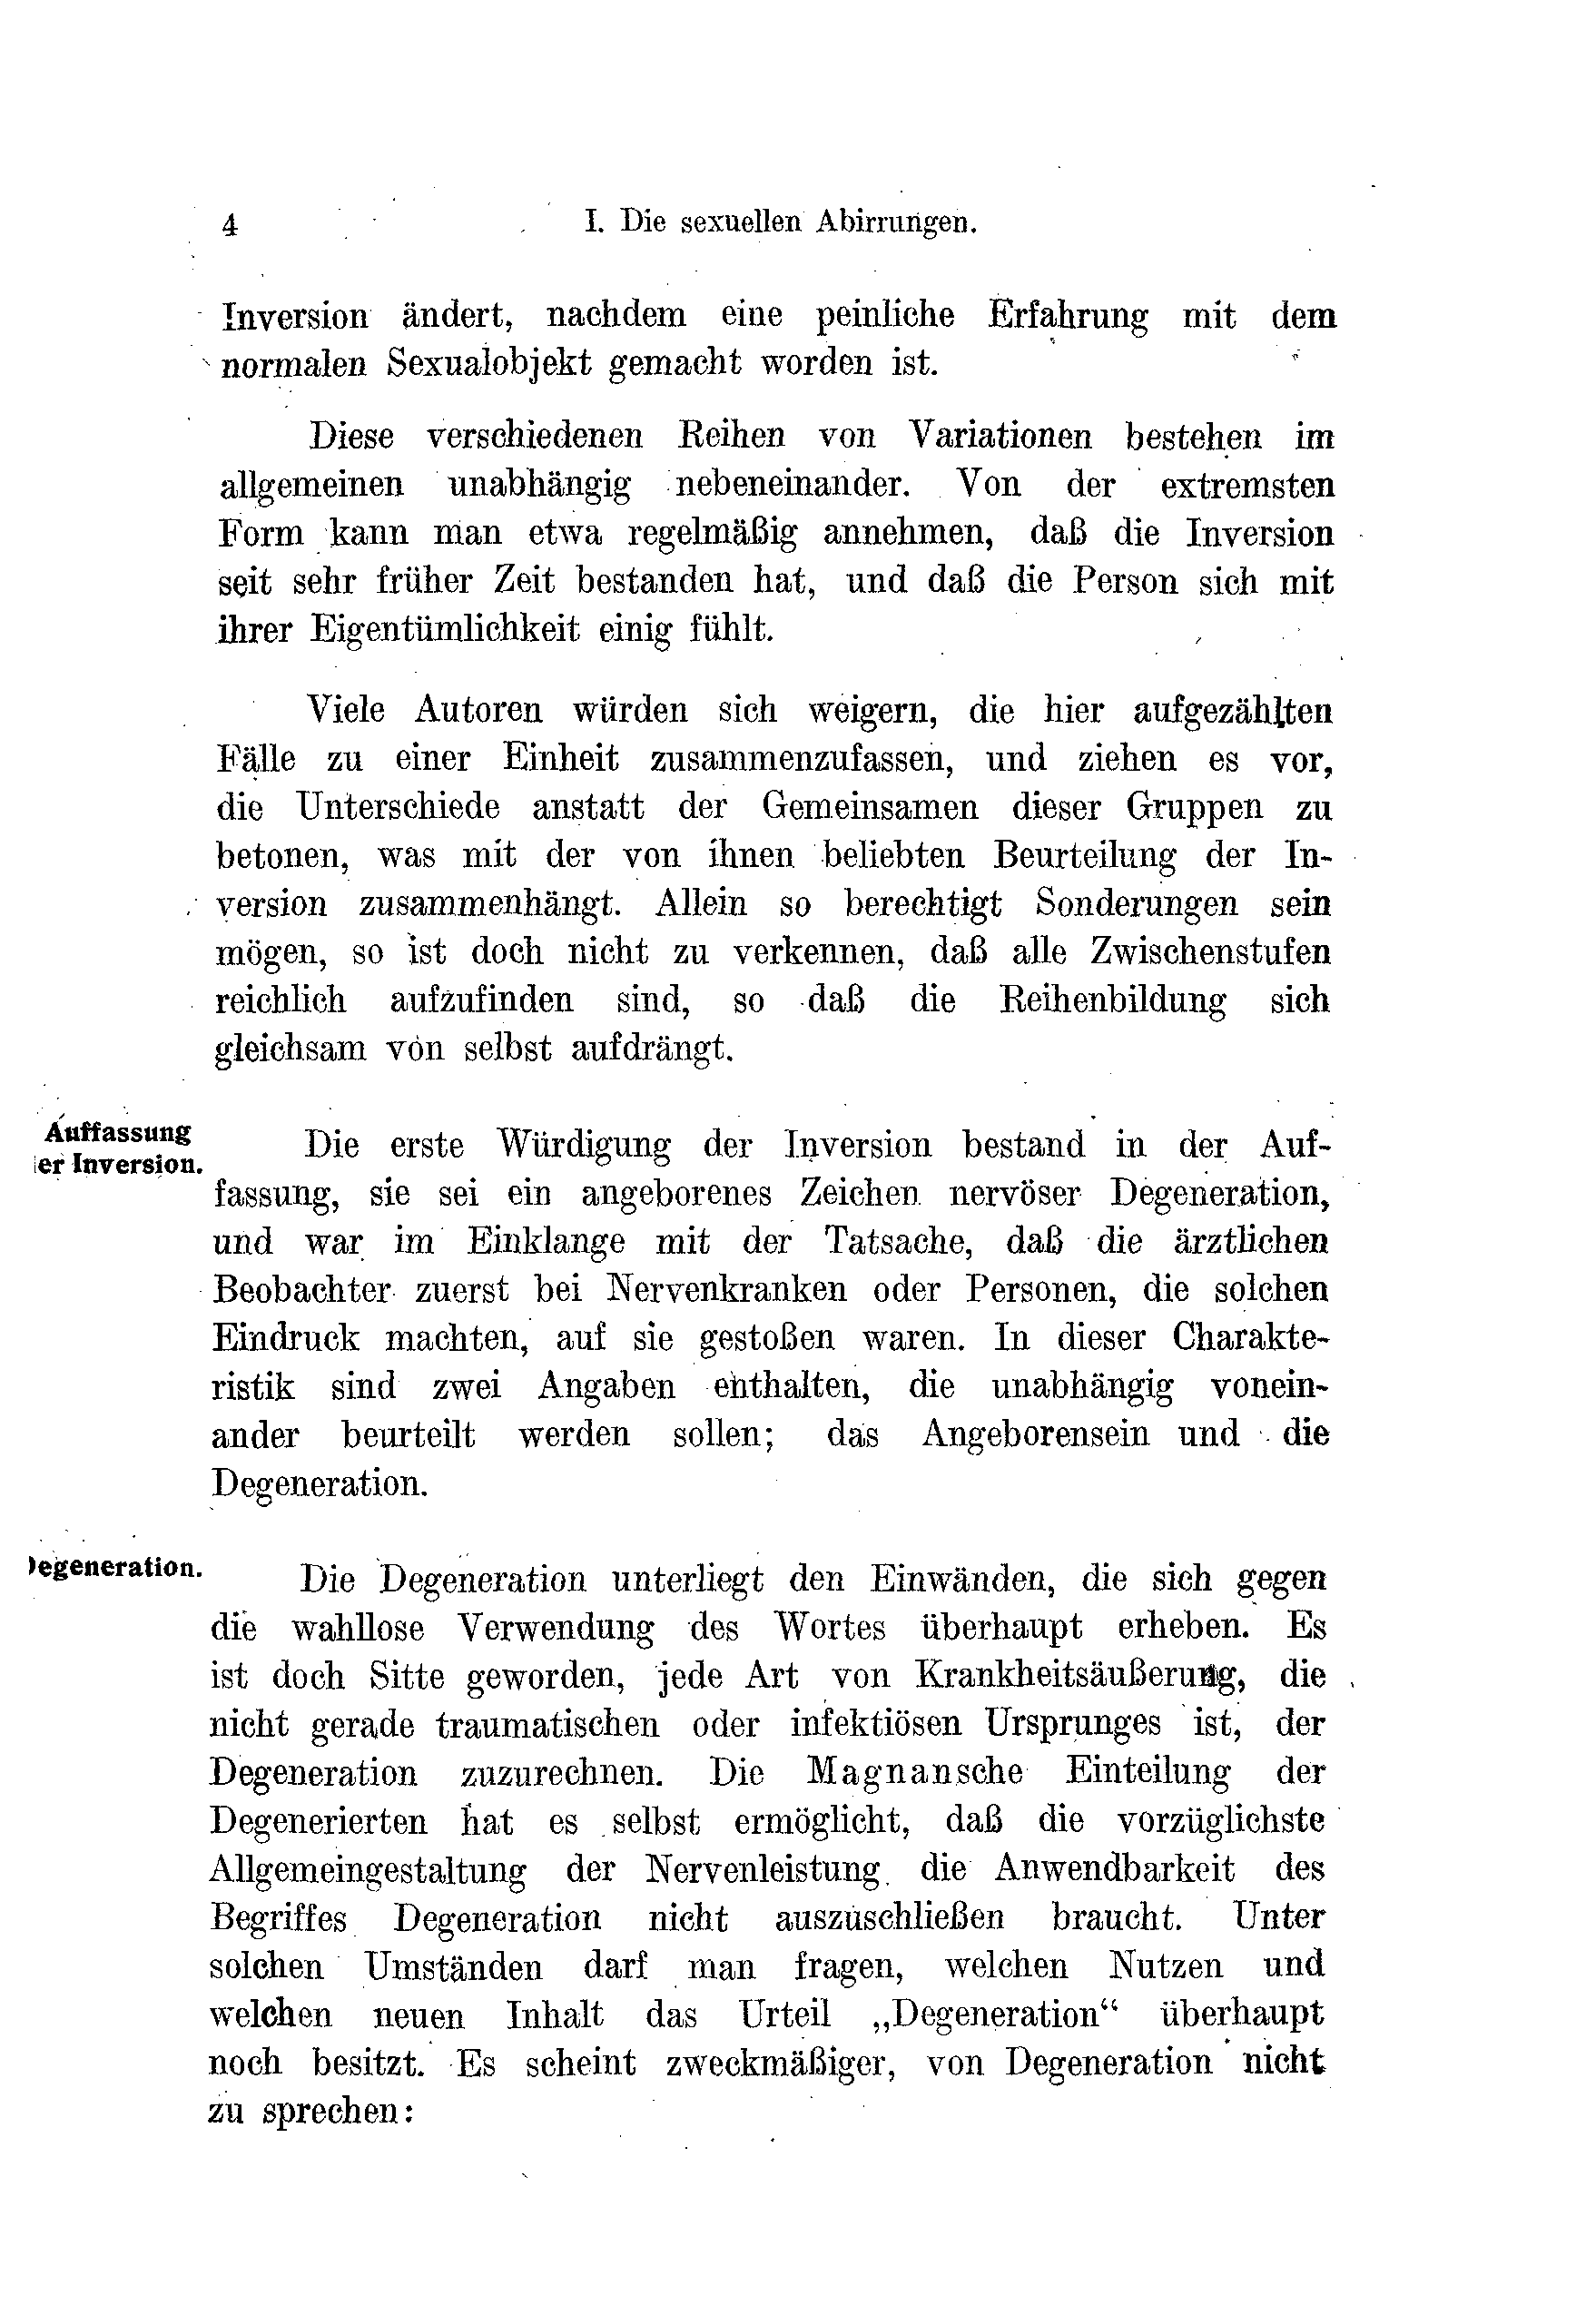 4 I. Die sexuellen Abirrungen.
Inversion ändert, nachdem eine peinliche Erfahrung mit dem
normalen Sexualobjekt gemacht worden ist.
Diese verschiedenen Reihen von Variationen bestehen im
allgemeinen unabhängig nebeneinander. Von der extremsten
Form kann man etwa regelmäßig annehmen, daß die Inversion
seit sehr früher Zeit bestanden hat, und daß die Person sich mit
ihrer Eigentümlichkeit einig fühlt.
Viele Autoren würden sich weigern, die hier aufgezählten
Fälle zu einer Einheit zusammenzufassen, und ziehen es vor,
die Unterschiede anstatt der Gemeinsamen dieser Gruppen zu
betonen, was mit der von ihnen beliebten Beurteilung der In-
version zusammenhängt. Allein so berechtigt Sonderungen sein
mögen, so ist doch nicht zu verkennen, daß alle Zwischenstufen
reichlich aufzufinden sind, so daß die Reihenbildung sich
gleichsam von selbst aufdrängt.
Auffassung
er Inversion.
Die erste Würdigung der Inversion bestand in der Auf-
fassung, sie sei ein angeborenes Zeichen nervöser Degeneration,
und war im Einklange mit der Tatsache, daß die ärztlichen
Beobachter zuerst bei Nervenkranken oder Personen, die solchen
Eindruck machten, auf sie gestoßen waren. In dieser Charakte-
ristik sind zwei Angaben enthalten, die unabhängig vonein-
ander beurteilt werden sollen; das Angeborensein und die
Degeneration.
egeneration.
Die Degeneration unterliegt den Einwänden, die sich gegen
die wahllose Verwendung des Wortes überhaupt erheben. Es
ist doch Sitte geworden, jede Art von Krankheitsäußerung, die
nicht gerade traumatischen oder infektiösen Ursprunges ist, der
Degeneration zuzurechnen. Die Magnansche Einteilung der
Degenerierten hat es selbst ermöglicht, daß die vorzüglichste
Allgemeingestaltung der Nervenleistung die Anwendbarkeit des
Begriffes Degeneration nicht auszuschließen braucht. Unter
solchen Umständen darf man fragen, welchen Nutzen und
welchen neuen Inhalt das Urteil „Degeneration“ überhaupt
noch besitzt. Es scheint zweckmäßiger, von Degeneration nicht
zu sprechen: